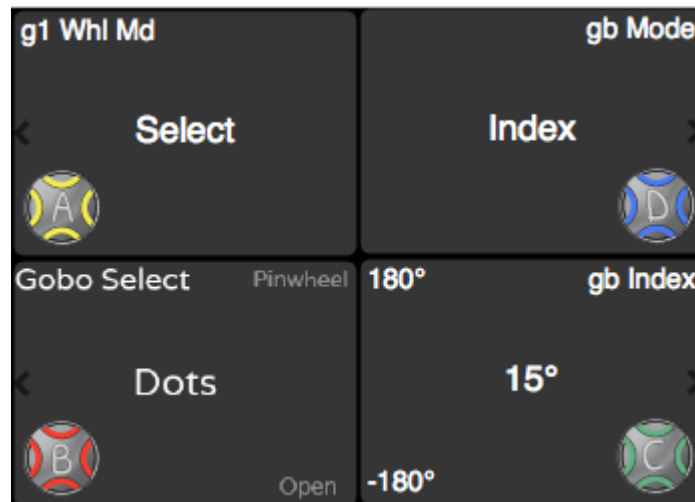 g1 Whl Md
gb Mode
Select
Index
A
D
Gobo Select
Pinwheel
180°
gb Index
Dots
15°
B
C
Open
-180°